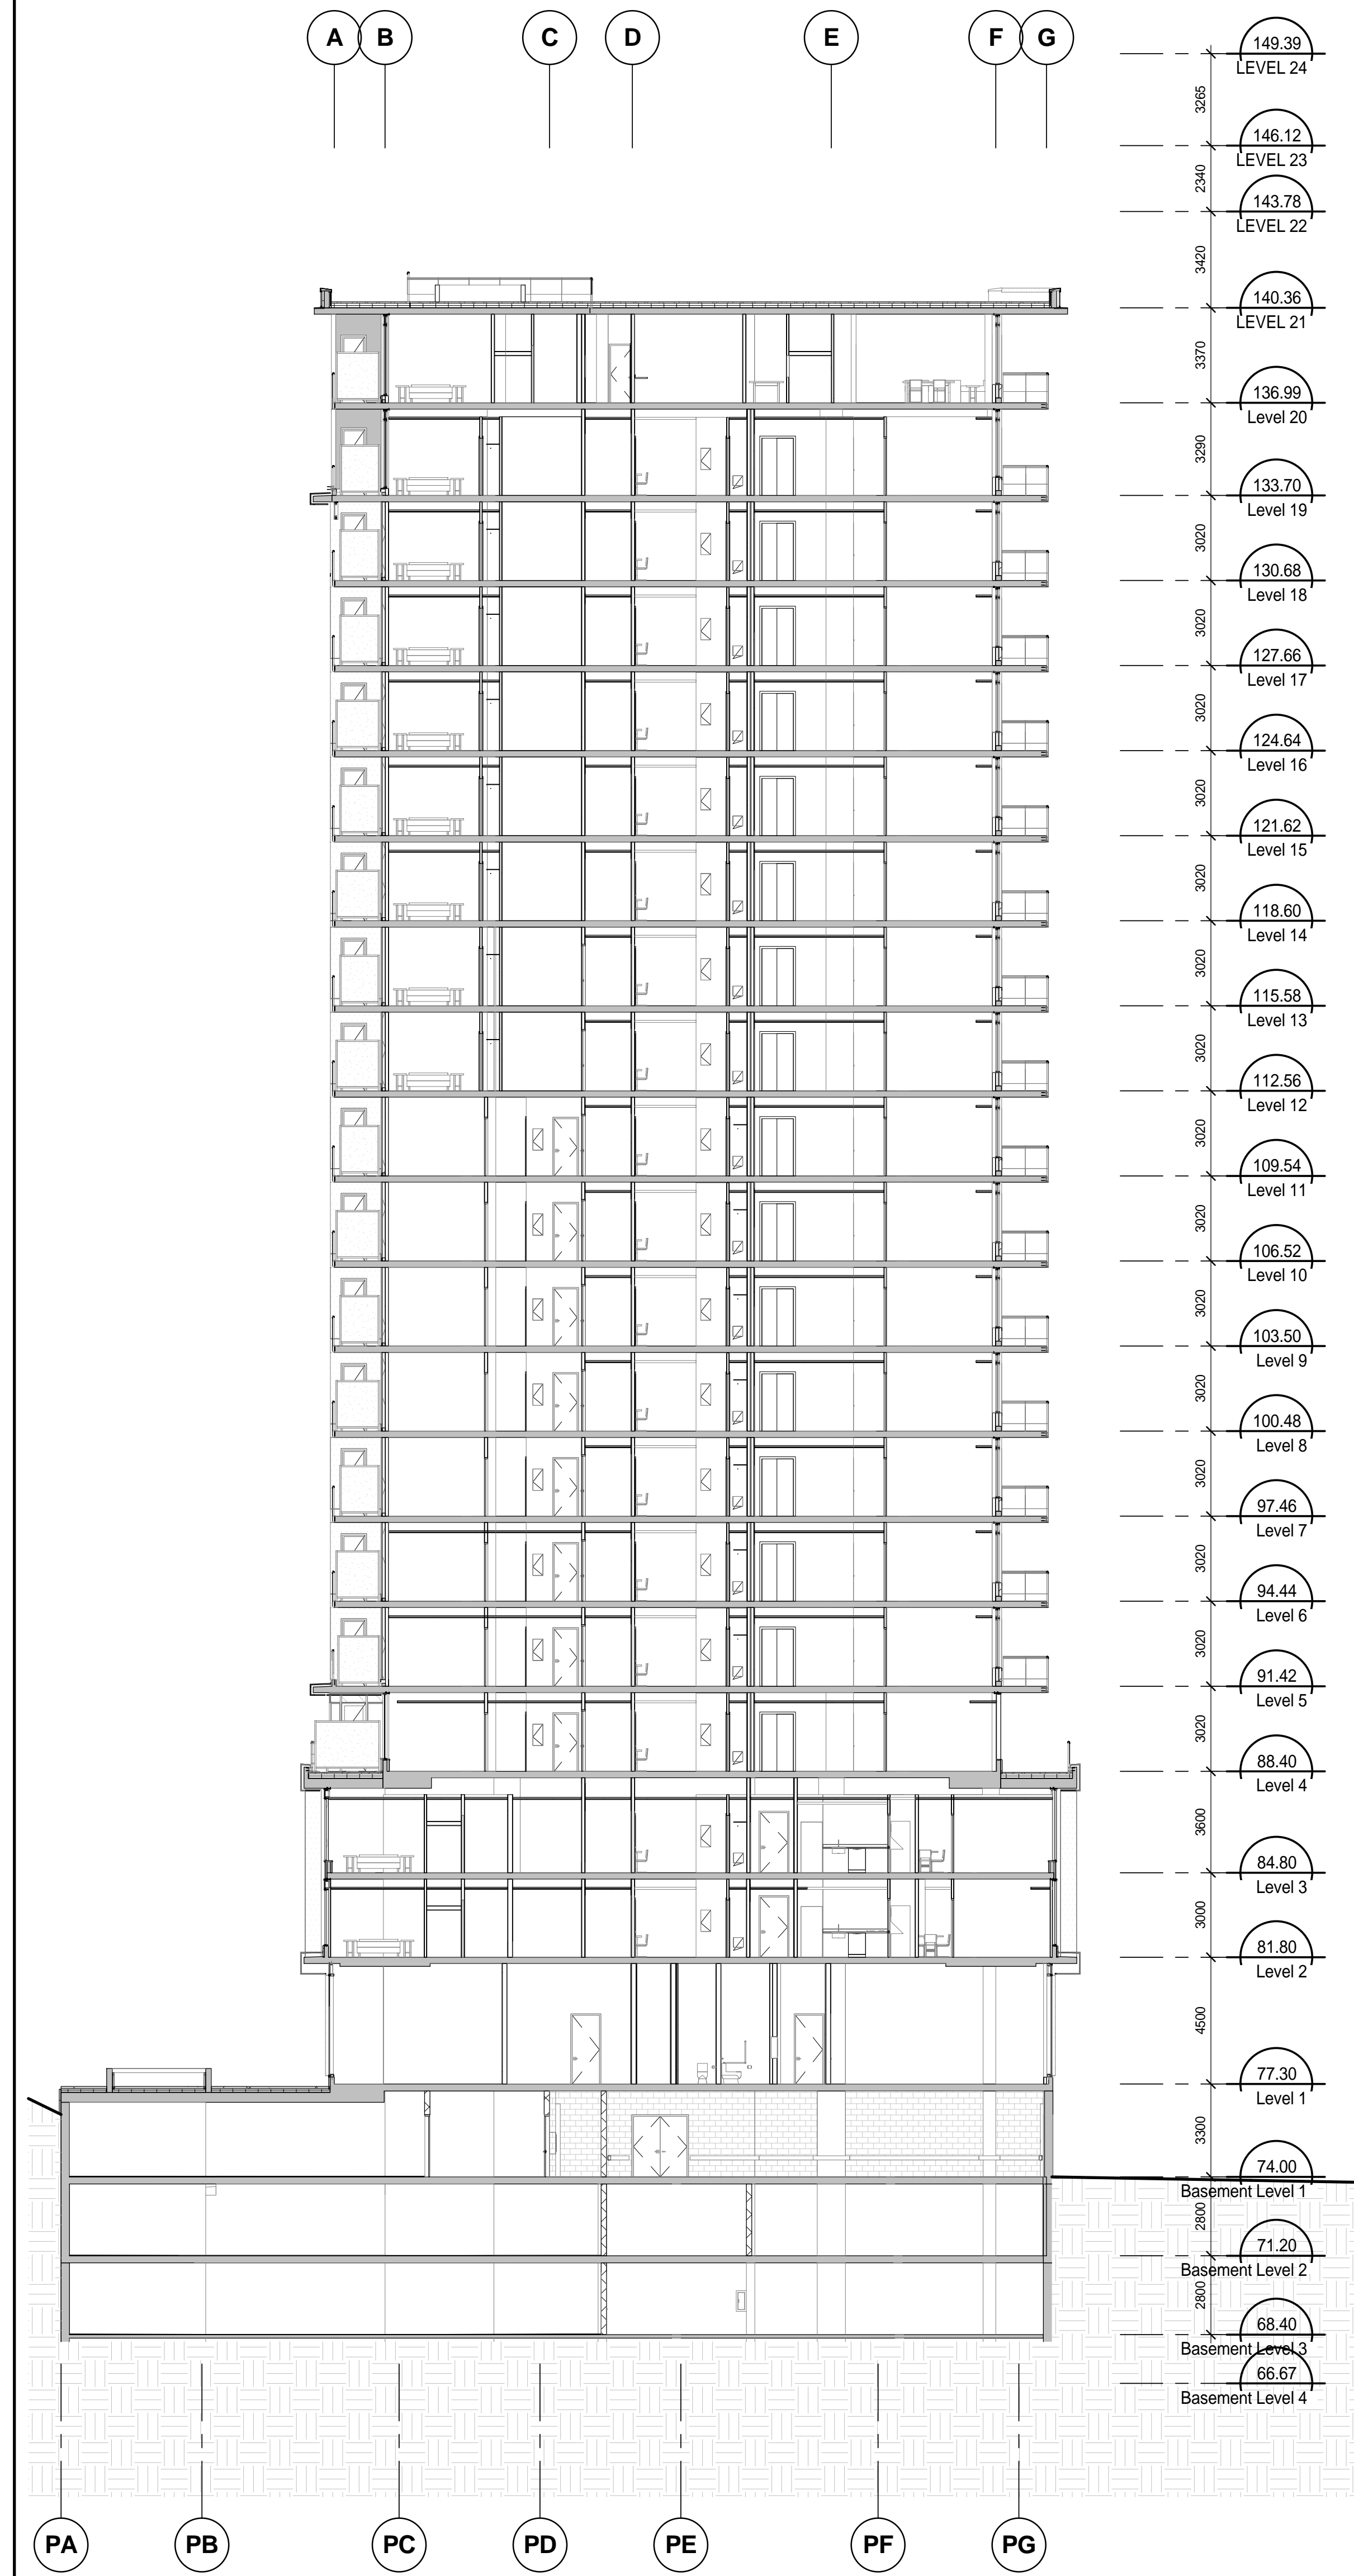 A B C D E F G
149.39
LEVEL 24
3265
146.12
LEVEL 23
2340
143.78
LEVEL 22
3420
140.36
LEVEL 21
3370
136.99
Level 20
3290
133.70
Level 19
3020
130.68
Level 18
3020
127.66
Level 17
3020
124.64
Level 16
3020
121.62
Level 15
3020
118.60
Level 14
3020
115.58
Level 13
3020
112.56
Level 12
3020
109.54
Level 11
3020
106.52
Level 10
3020
103.50
Level 9
3020
100.48
Level 8
3020
97.46
Level 7
3020
94.44
Level 6
3020
91.42
Level 5
3020
88.40
Level 4
3600
84.80
Level 3
3000
81.80
Level 2
4500
77.30
Level 1
3300
74.00
Basement Level 1
2800
71.20
Basement Level 2
2800
68.40
Basement Level 3
66.67
Basement Level 4
PA PB PC PD PE PF PG